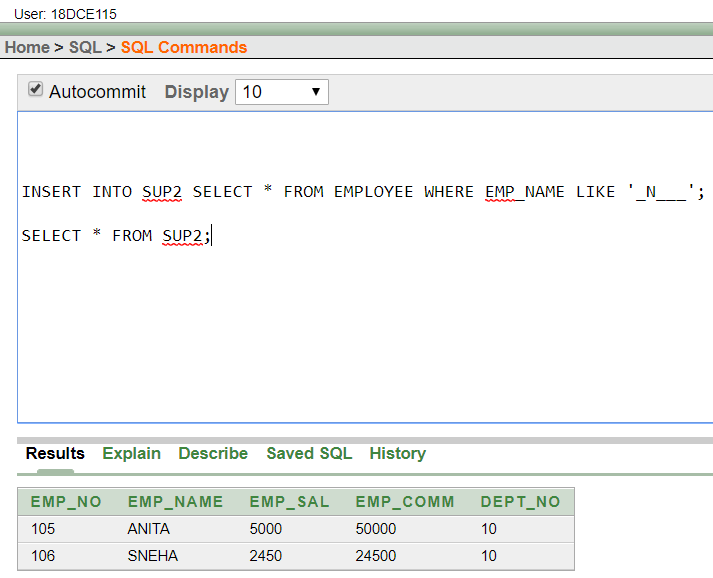 User: 18DCE115
Home > SQL > SQL Commands
Autocommit Display 10
INSERT INTO SUP2 SELECT * FROM EMPLOYEE WHERE EMP_NAME LIKE '_N___';
SELECT * FROM SUP2;
Results Explain Describe Saved SQL History
EMP_NO EMP_NAME EMP_SAL EMP_COMM DEPT_NO
105 ANITA 5000 50000 10
106 SNEHA 2450 24500 10